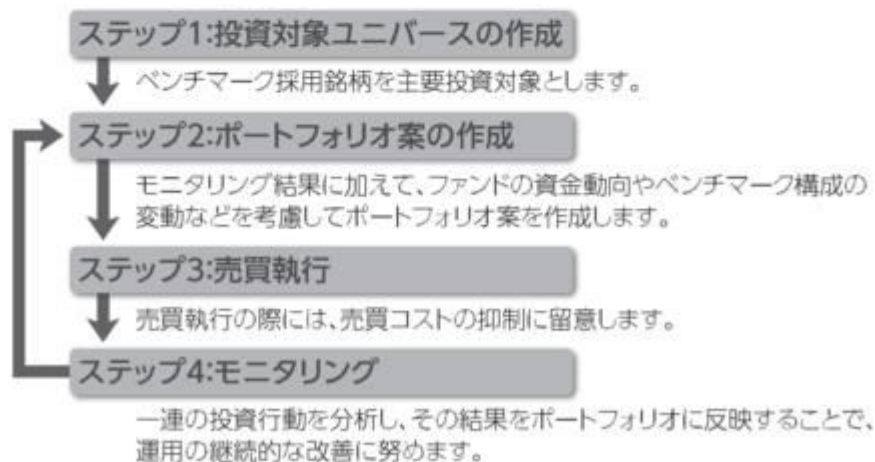 ステップ1:投資対象ユニバースの作成
ベンチマーク採用銘柄を主要投資対象とします。
ステップ2:ポートフォリオ案の作成
モニタリング結果に加えて、ファンドの資金動向やベンチマーク構成の
変動などを考慮してポートフォリオ案を作成します。
ステップ3:売買執行
売買執行の際には、売買コストの抑制に留意します。
ステップ4:モニタリング
一連の投資行動を分析し、その結果をポートフォリオに反映することで、
運用の継続的な改善に努めます。